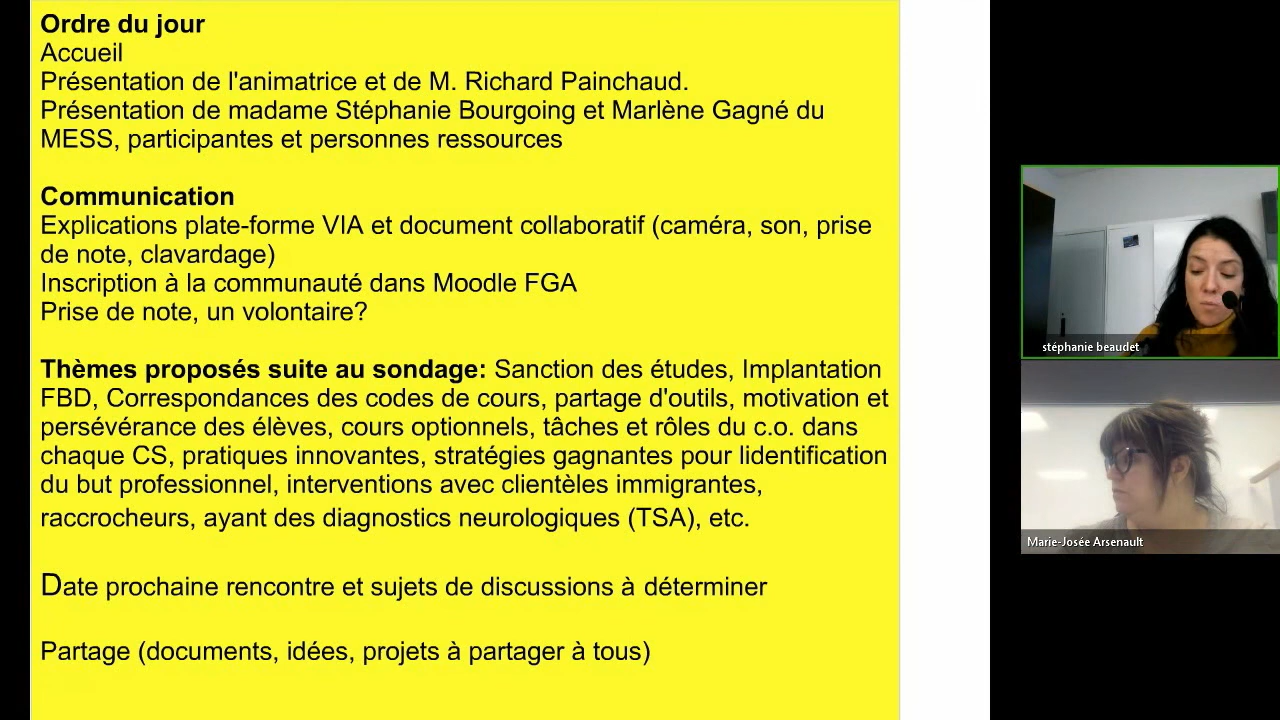 Ordre du jour
Accueil
Présentation de l'animatrice et de M. Richard Painchaud.
Présentation de madame Stéphanie Bourgoing et Marlène Gagné du
MESS, participantes et personnes ressources
Communication
Explications plate-forme VIA et document collaboratif (caméra, son, prise
de note, clavardage)
Inscription à la communauté dans Moodle FGA
Prise de note, un volontaire?
Thèmes proposés suite au sondage: Sanction des études, Implantation
FBD, Correspondances des codes de cours, partage d'outils, motivation et
persévérance des élèves, cours optionnels, tâches et rôles du c.o. dans
chaque CS, pratiques innovantes, stratégies gagnantes pour lidentification
du but professionnel, interventions avec clientèles immigrantes,
raccrocheurs, ayant des diagnostics neurologiques (TSA), etc.
Date prochaine rencontre et sujets de discussions à déterminer
Partage (documents, idées, projets à partager à tous)
stéphanie beaudet
Marie-Josée Arsenault